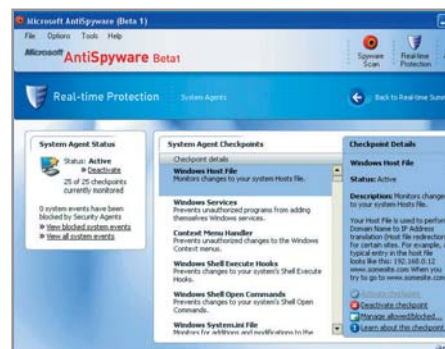 Microsoft AntiSpyware (Beta 1)
File Options Tools Help
Microsoft AntiSpyware Beta1
Spyware Scan
Real-time Protection
Real-time Protection
System Agents
Back to Real-time Sum
System Agent Status
Status: Active
» Deactivate
25 of 25 checkpoints
currently monitored
0 system events have been
blocked by Security Agents
» View blocked system events
» View all system events
System Agent Checkpoints
Checkpoint details
Windows Host File
Monitors changes to your system Hosts file.
Windows Services
Prevents unauthorized programs from adding
themselves Windows services.
Context Menu Handler
Prevents unauthorized changes to the Windows
Context menus.
Windows Shell Execute Hooks
Prevents changes to your system's Shell Execute
Hooks.
Windows Shell Open Commands
Prevents changes to your system's Shell Open
Commands.
Windows System.ini File
Monitors for additions and modifications to the
Checkpoint Details
Windows Host File
Status: Active
Description: Monitors changes
to your system Hosts file.
Your Host File is used to perform
Domain Name to IP Address
translation (Host file redirection)
for certain sites. For example,
typical entry in the host file
looks like this: 192.168.0.12
www.somesite.com When you
try to go to www.somesite.com
Activate checkpoint
Deactivate checkpoint
Manage allowed/blocked...
Learn about this checkpoint